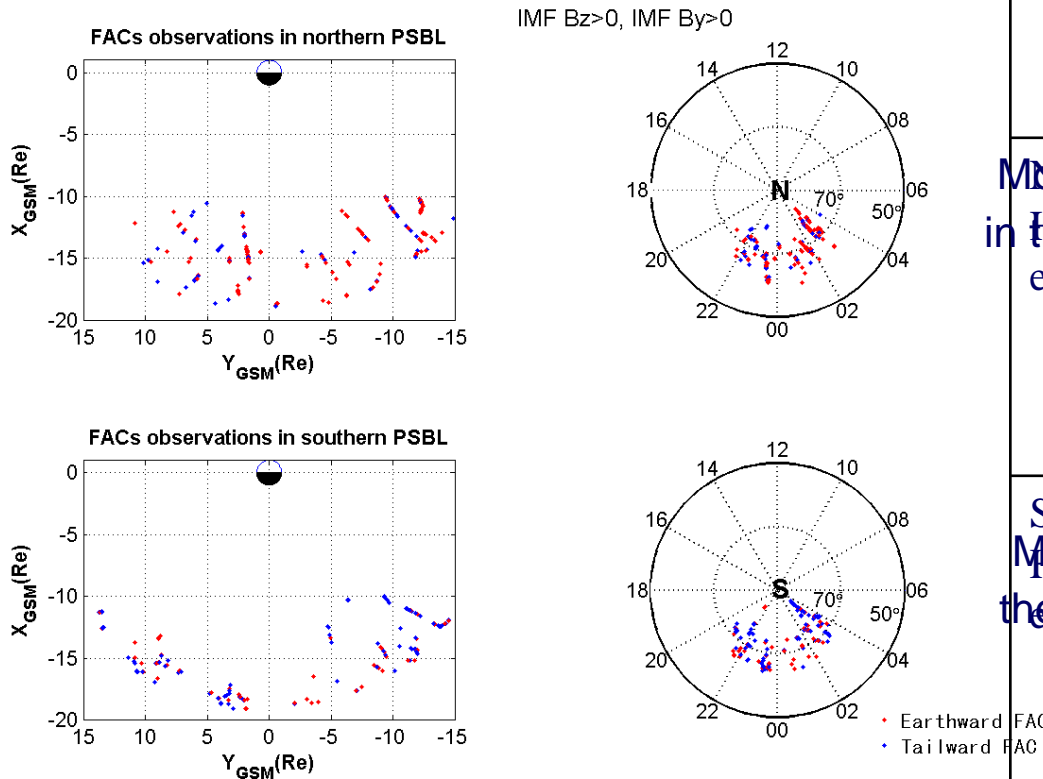 IMF Bz>0, IMF By>0
FACs observations in northern PSBL
0
-5
-10
-15
-20
X_GSM(Re)
15 10 5 0 -5 -10 -15
Y_GSM(Re)
12
14 10
16 08
18 N 06
70° 50°
20 04
22 02
00
in
e
FACs observations in southern PSBL
0
-5
-10
-15
-20
X_GSM(Re)
15 10 5 0 -5 -10 -15
Y_GSM(Re)
12
14 10
16 08
18 S 06
70° 50°
20 04
22 02
00
S
the
Earthward FAC
Tailward FAC